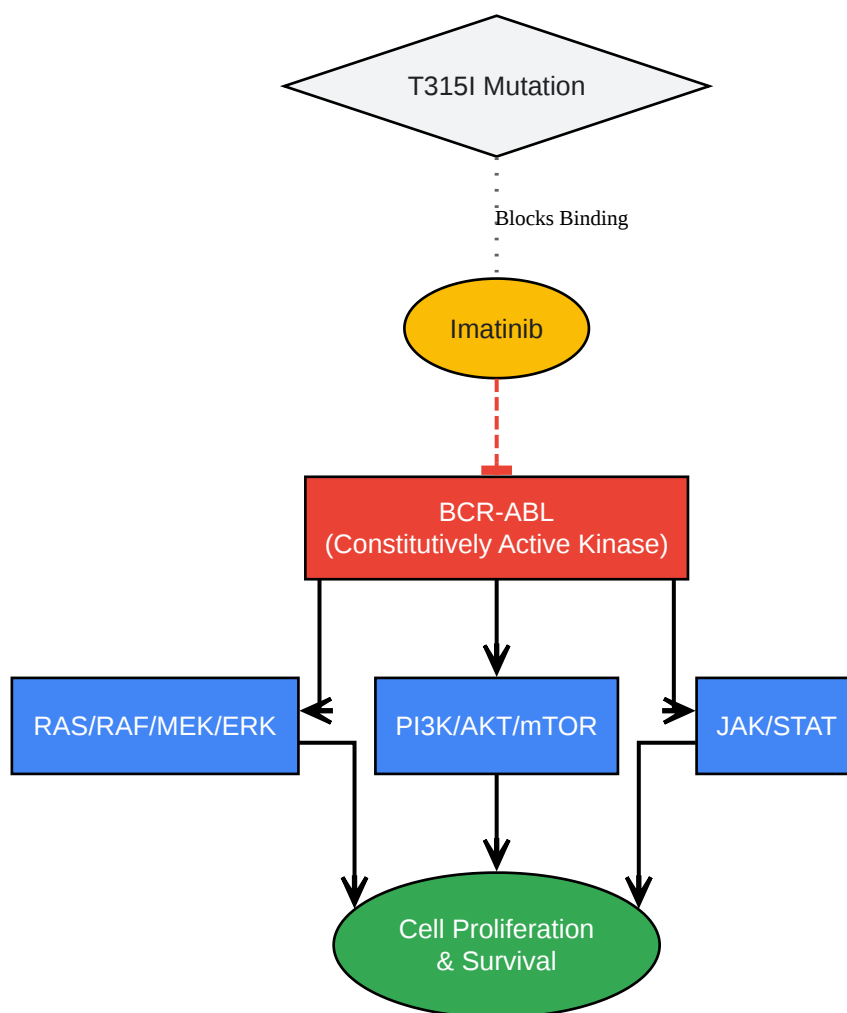 T315I Mutation
Blocks Binding
Imatinib
BCR-ABL
(Constitutively Active Kinase)
RAS/RAF/MEK/ERK
PI3K/AKT/mTOR
JAK/STAT
Cell Proliferation
& Survival